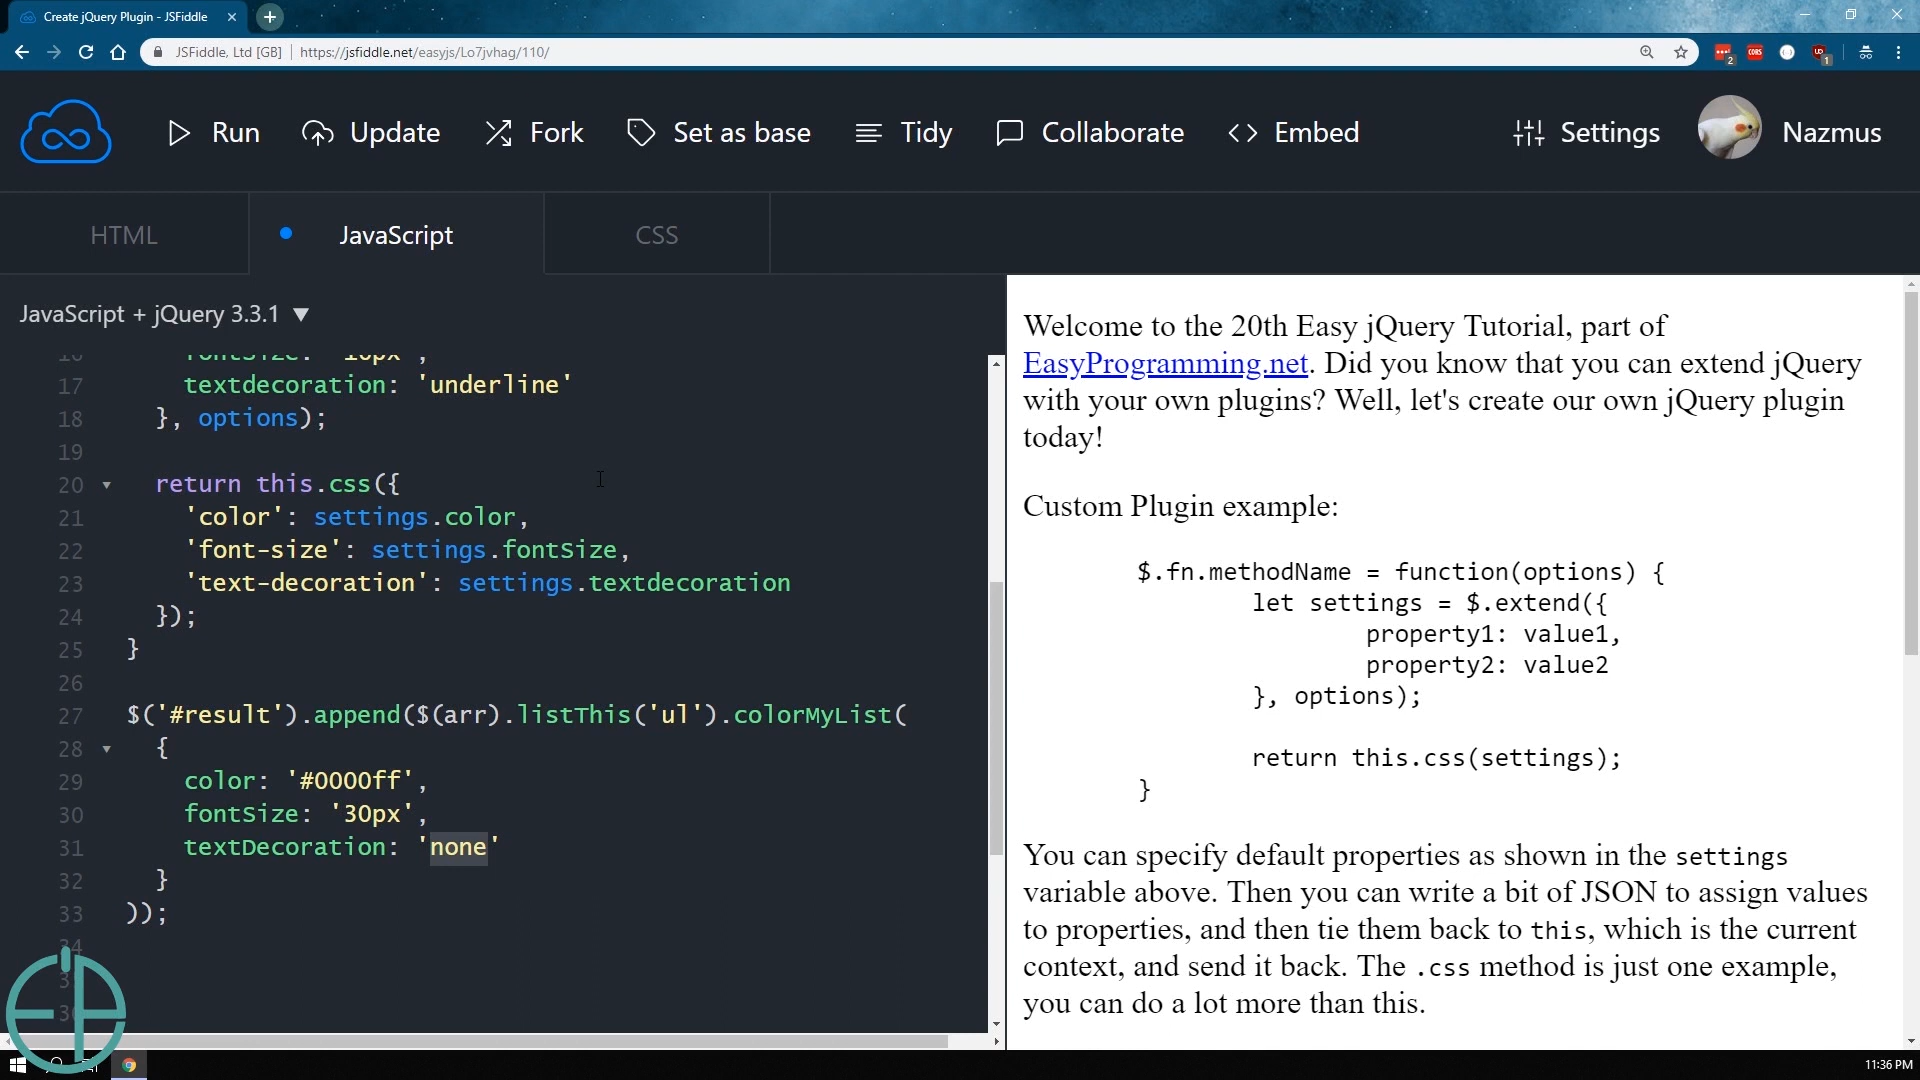 Create jQuery Plugin - JSFiddle
JSFiddle, Ltd [GB] | https://jsfiddle.net/easyjs/Lo7jvhag/110/
2
CORS
1
Run
Update
Fork
Set as base
Tidy
Collaborate
Embed
Settings
Nazmus
HTML
JavaScript
CSS
JavaScript + jQuery 3.3.1 ▼
16 fontSize: '10px',
17 textdecoration: 'underline'
18 }, options);
19
20 return this.css({
21 'color': settings.color,
22 'font-size': settings.fontSize,
23 'text-decoration': settings.textdecoration
24 });
25 }
26
27 $('#result').append($(arr).listThis('ul').colorMyList(
28 {
29 color: '#0000ff',
30 fontSize: '30px',
31 textDecoration: 'none'
32 }
33 ));
34
Welcome to the 20th Easy jQuery Tutorial, part of
EasyProgramming.net. Did you know that you can extend jQuery
with your own plugins? Well, let's create our own jQuery plugin
today!
Custom Plugin example:
$.fn.methodName = function(options) {
let settings = $.extend({
property1: value1,
property2: value2
}, options);
return this.css(settings);
}
You can specify default properties as shown in the settings
variable above. Then you can write a bit of JSON to assign values
to properties, and then tie them back to this, which is the current
context, and send it back. The .css method is just one example,
you can do a lot more than this.
11:36 PM